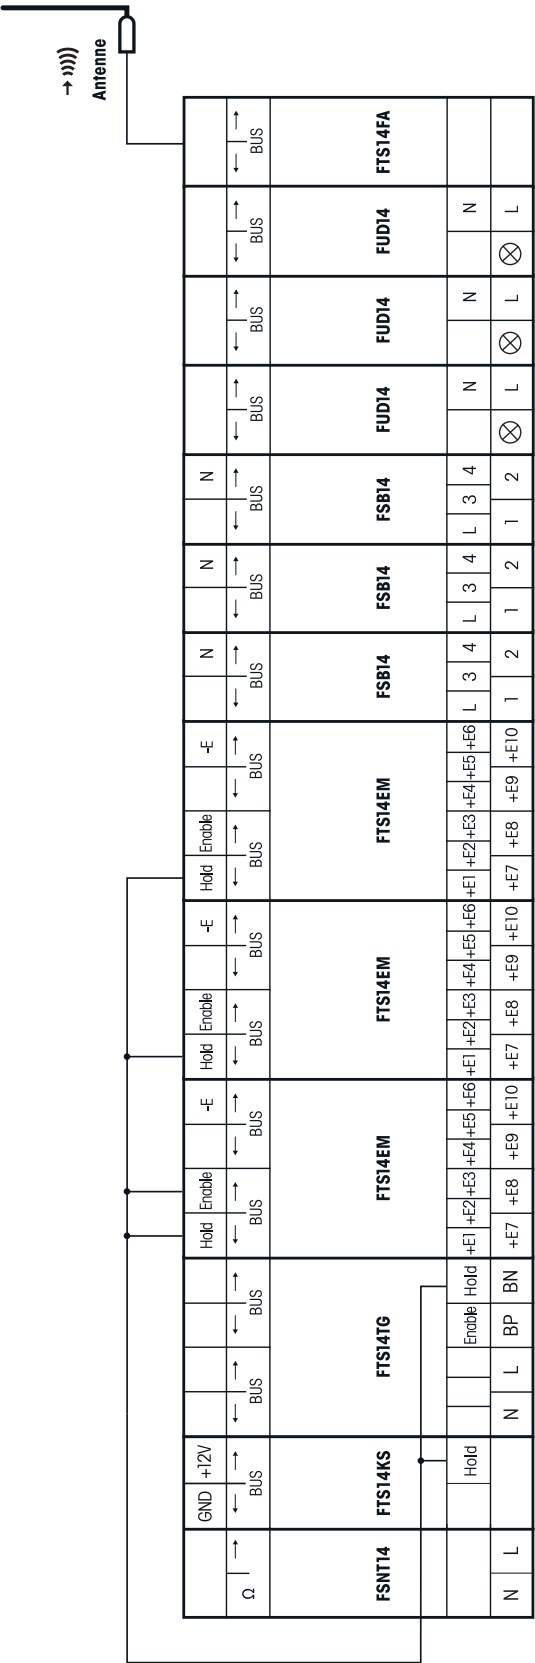 Antenne
GND +12V Hold Enable -E Hold Enable -E Hold Enable -E N N N
Ω BUS BUS BUS BUS BUS BUS BUS BUS BUS BUS BUS BUS BUS BUS BUS BUS
FSNT14 FTS14KS FTS14TG FTS14EM FTS14EM FTS14EM FSB14 FSB14 FSB14 FUD14 FUD14 FUD14 FTS14FA
Hold Enable Hold +E1 +E2 +E3 +E4 +E5 +E6 +E1 +E2 +E3 +E4 +E5 +E6 +E1 +E2 +E3 +E4 +E5 +E6 L 3 4 L 3 4 L 3 4 N N N
N L N L BP BN +E7 +E8 +E9 +E10 +E7 +E8 +E9 +E10 +E7 +E8 +E9 +E10 1 2 1 2 1 2 L L L